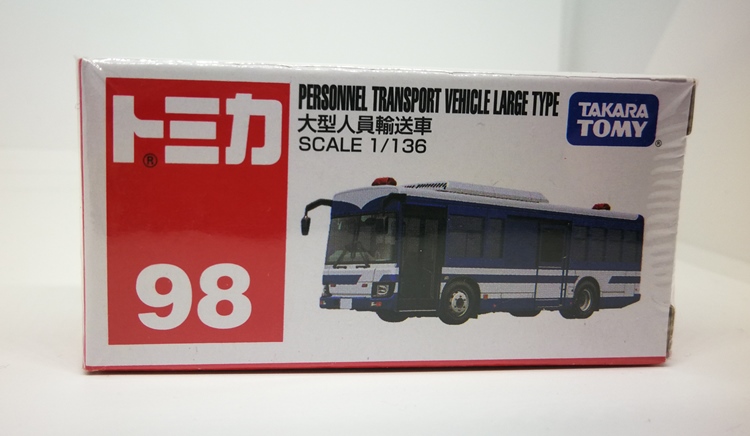 トミカ
®
98
PERSONNEL TRANSPORT VEHICLE LARGE TYPE
大型人員輸送車
SCALE 1/136
TAKARA
TOMY
®